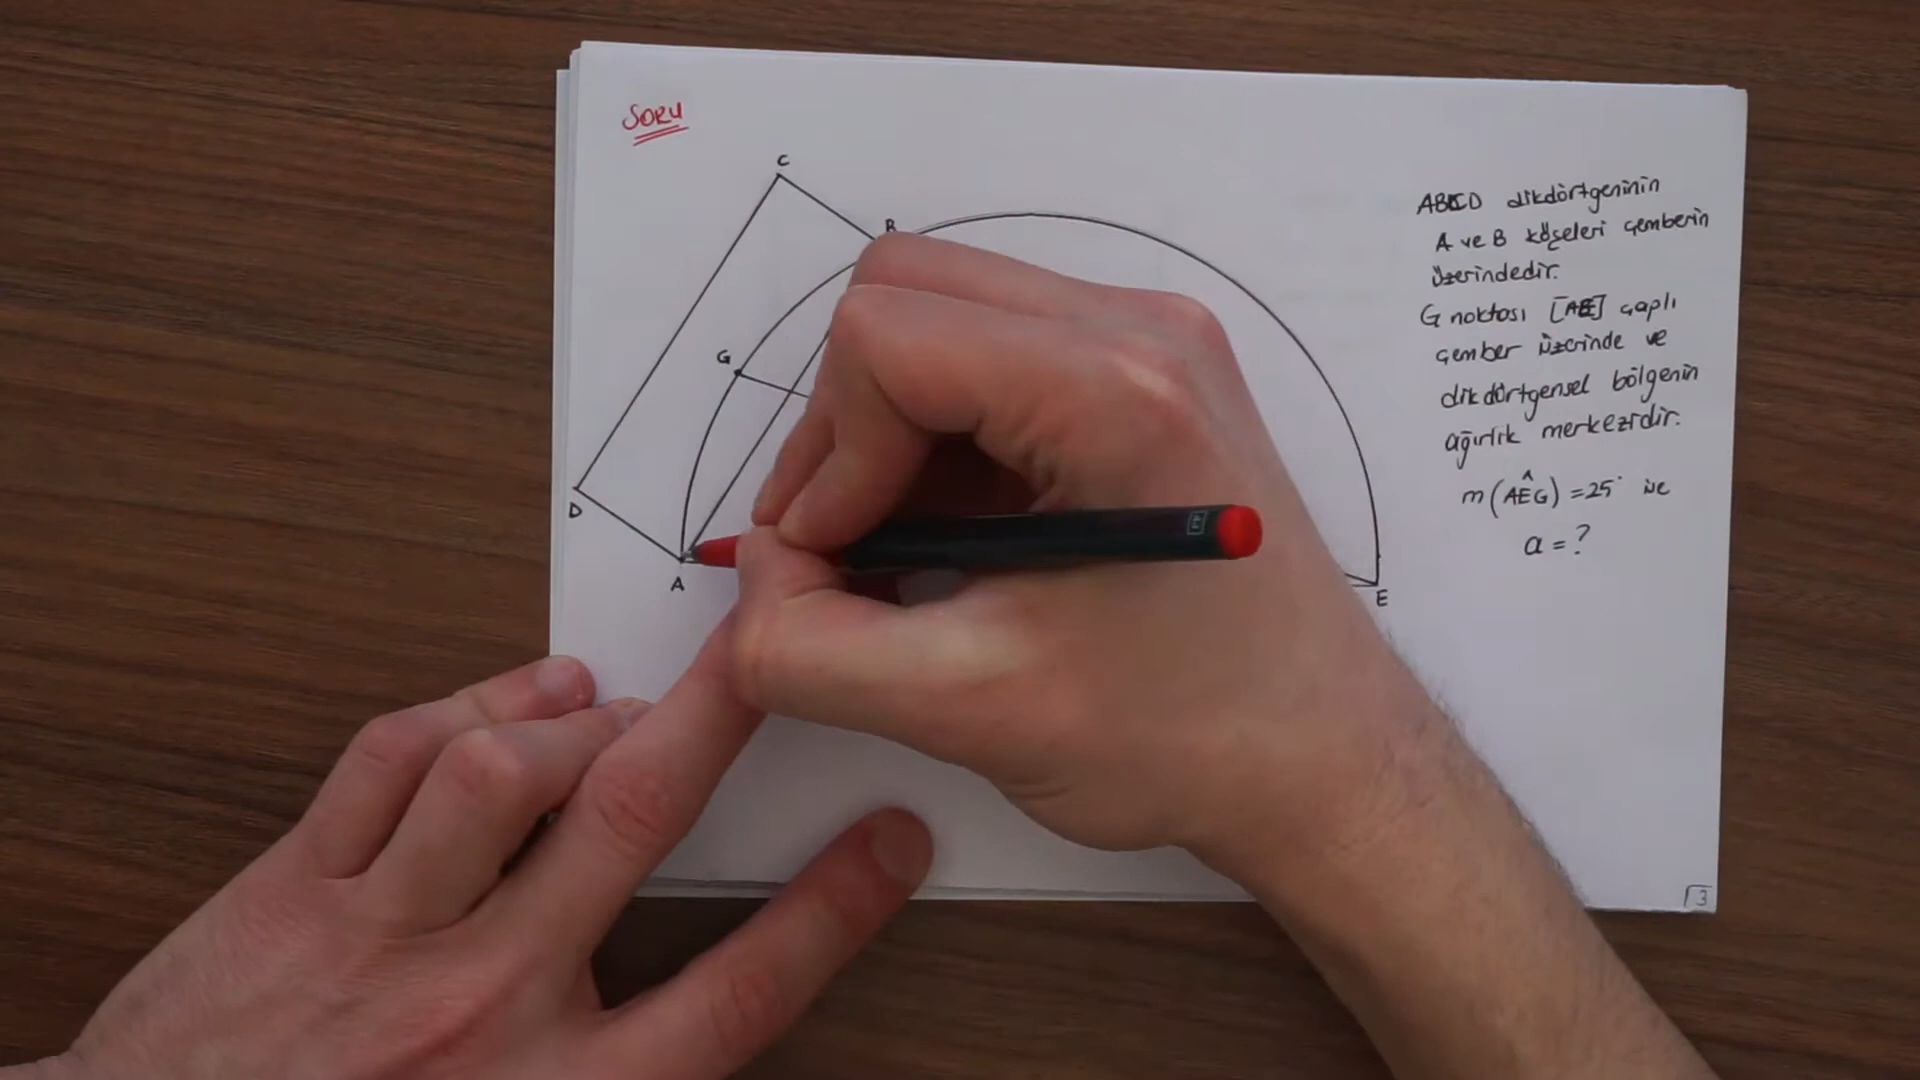 SORU
C
B
G
D
A
E
ABCD dikdörtgeninin
A ve B köşeleri çemberin
üzerindedir.
G noktası [AE] çaplı
çember üzerinde ve
dikdörtgensel bölgenin
ağırlık merkezidir.
m(AÊG) = 25° ise
a = ?
3